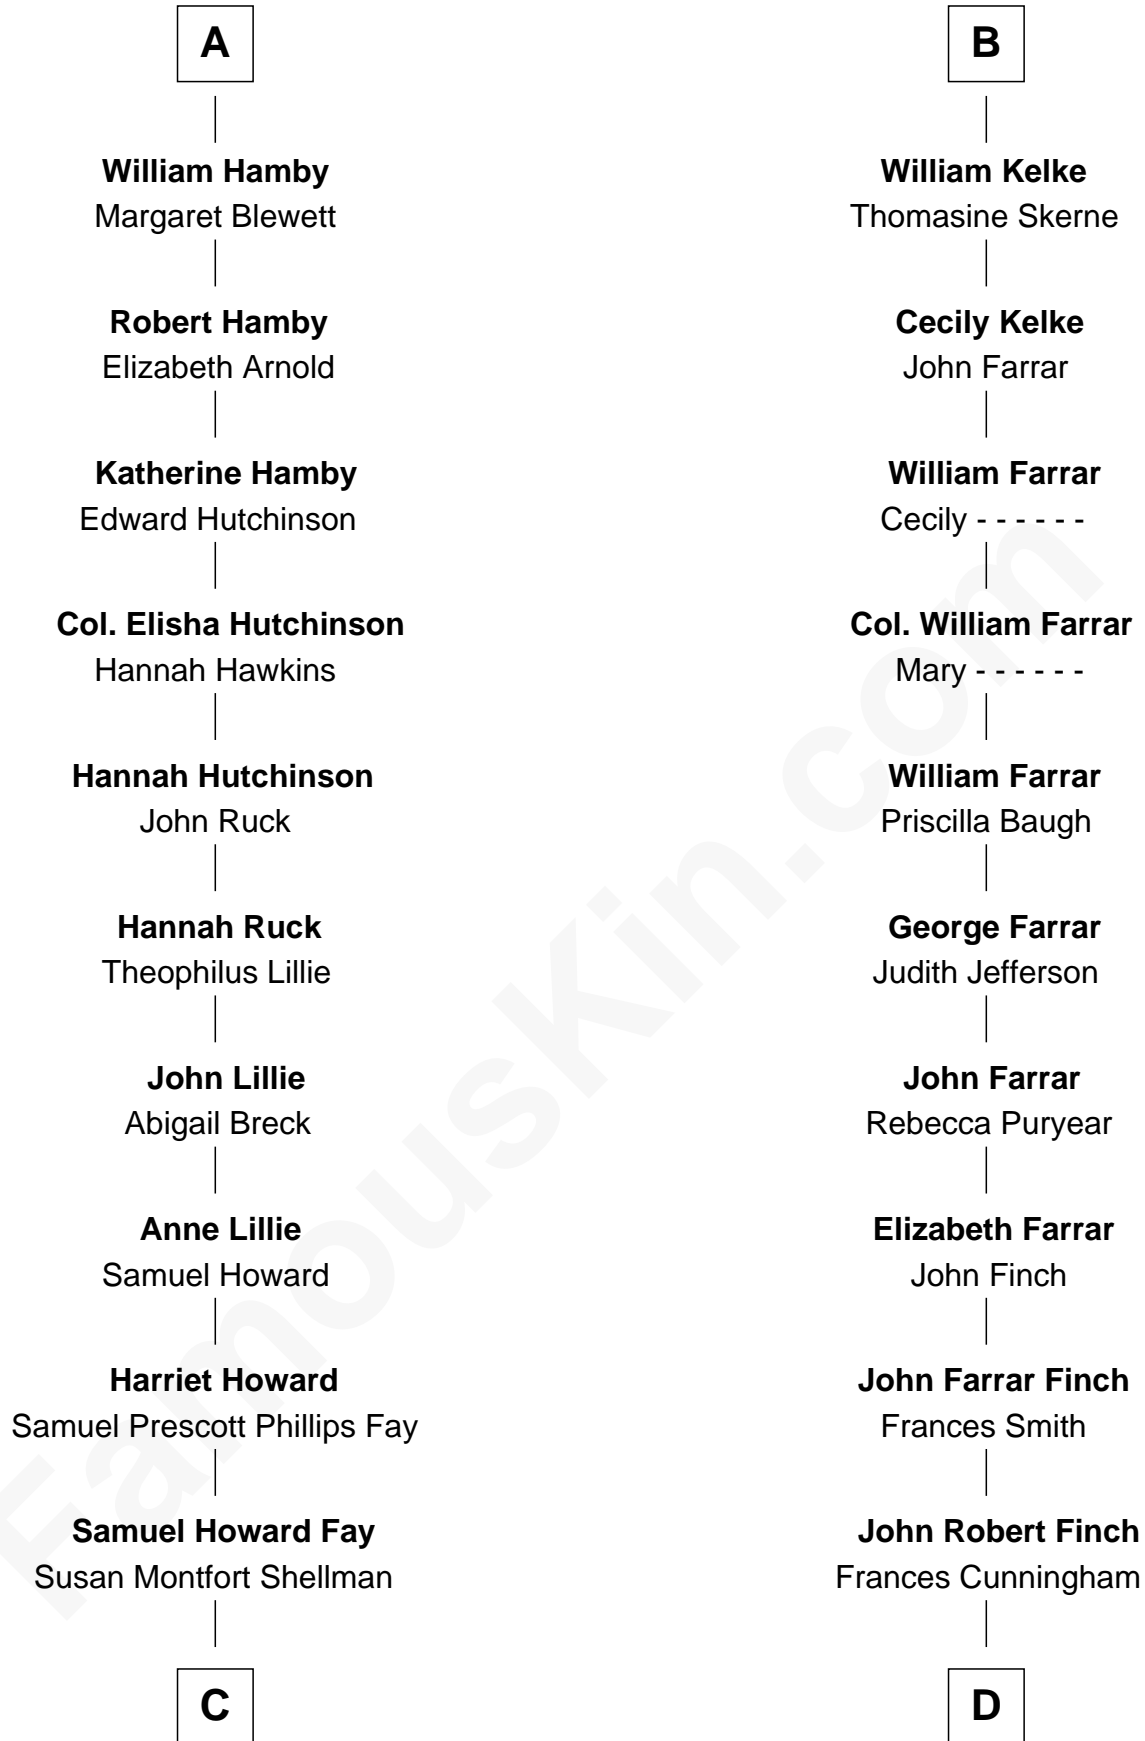 A
William Hamby
Margaret Blewett
Robert Hamby
Elizabeth Arnold
Katherine Hamby
Edward Hutchinson
Col. Elisha Hutchinson
Hannah Hawkins
Hannah Hutchinson
John Ruck
Hannah Ruck
Theophilus Lillie
John Lillie
Abigail Breck
Anne Lillie
Samuel Howard
Harriet Howard
Samuel Prescott Phillips Fay
Samuel Howard Fay
Susan Montfort Shellman
C
B
William Kelke
Thomasine Skerne
Cecily Kelke
John Farrar
William Farrar
Cecily - - - - - -
Col. William Farrar
Mary - - - - - -
William Farrar
Priscilla Baugh
George Farrar
Judith Jefferson
John Farrar
Rebecca Puryear
Elizabeth Farrar
John Finch
John Farrar Finch
Frances Smith
John Robert Finch
Frances Cunningham
D
FamousKin.com